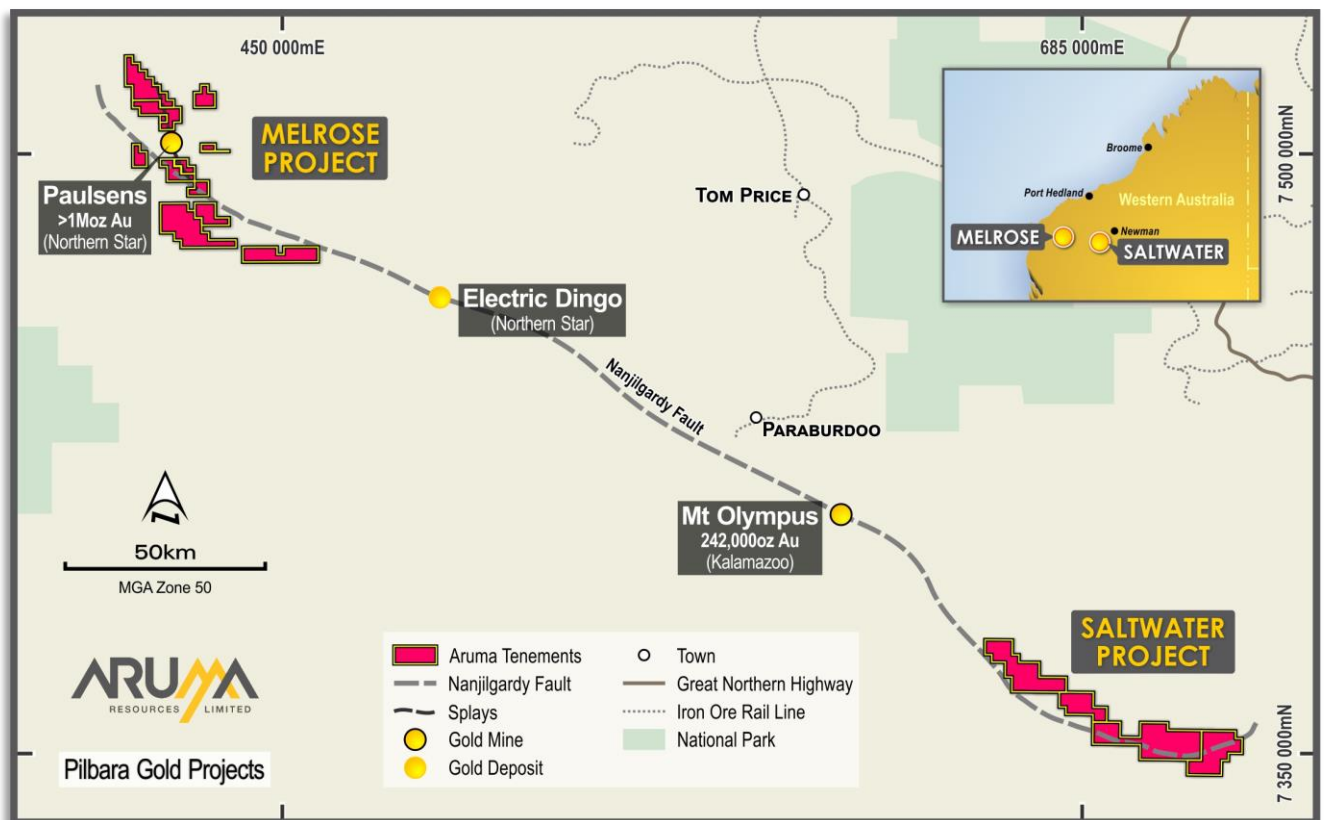 450 000mE
685 000mE
7 500 000mN
MELROSE
PROJECT
Paulsens
>1Moz Au
(Northern Star)
TOM PRICE
Broome
Port Hedland
Western Australia
Newman
MELROSE
SALTWATER
Electric Dingo
(Northern Star)
Nanjilgardy Fault
PARABURDOO
Mt Olympus
242,000oz Au
(Kalamazoo)
N
50km
MGA Zone 50
SALTWATER
PROJECT
ARUMA
RESOURCES LIMITED
Pilbara Gold Projects
Aruma Tenements
Nanjilgardy Fault
Splays
Gold Mine
Gold Deposit
Town
Great Northern Highway
Iron Ore Rail Line
National Park
7 350 000mN